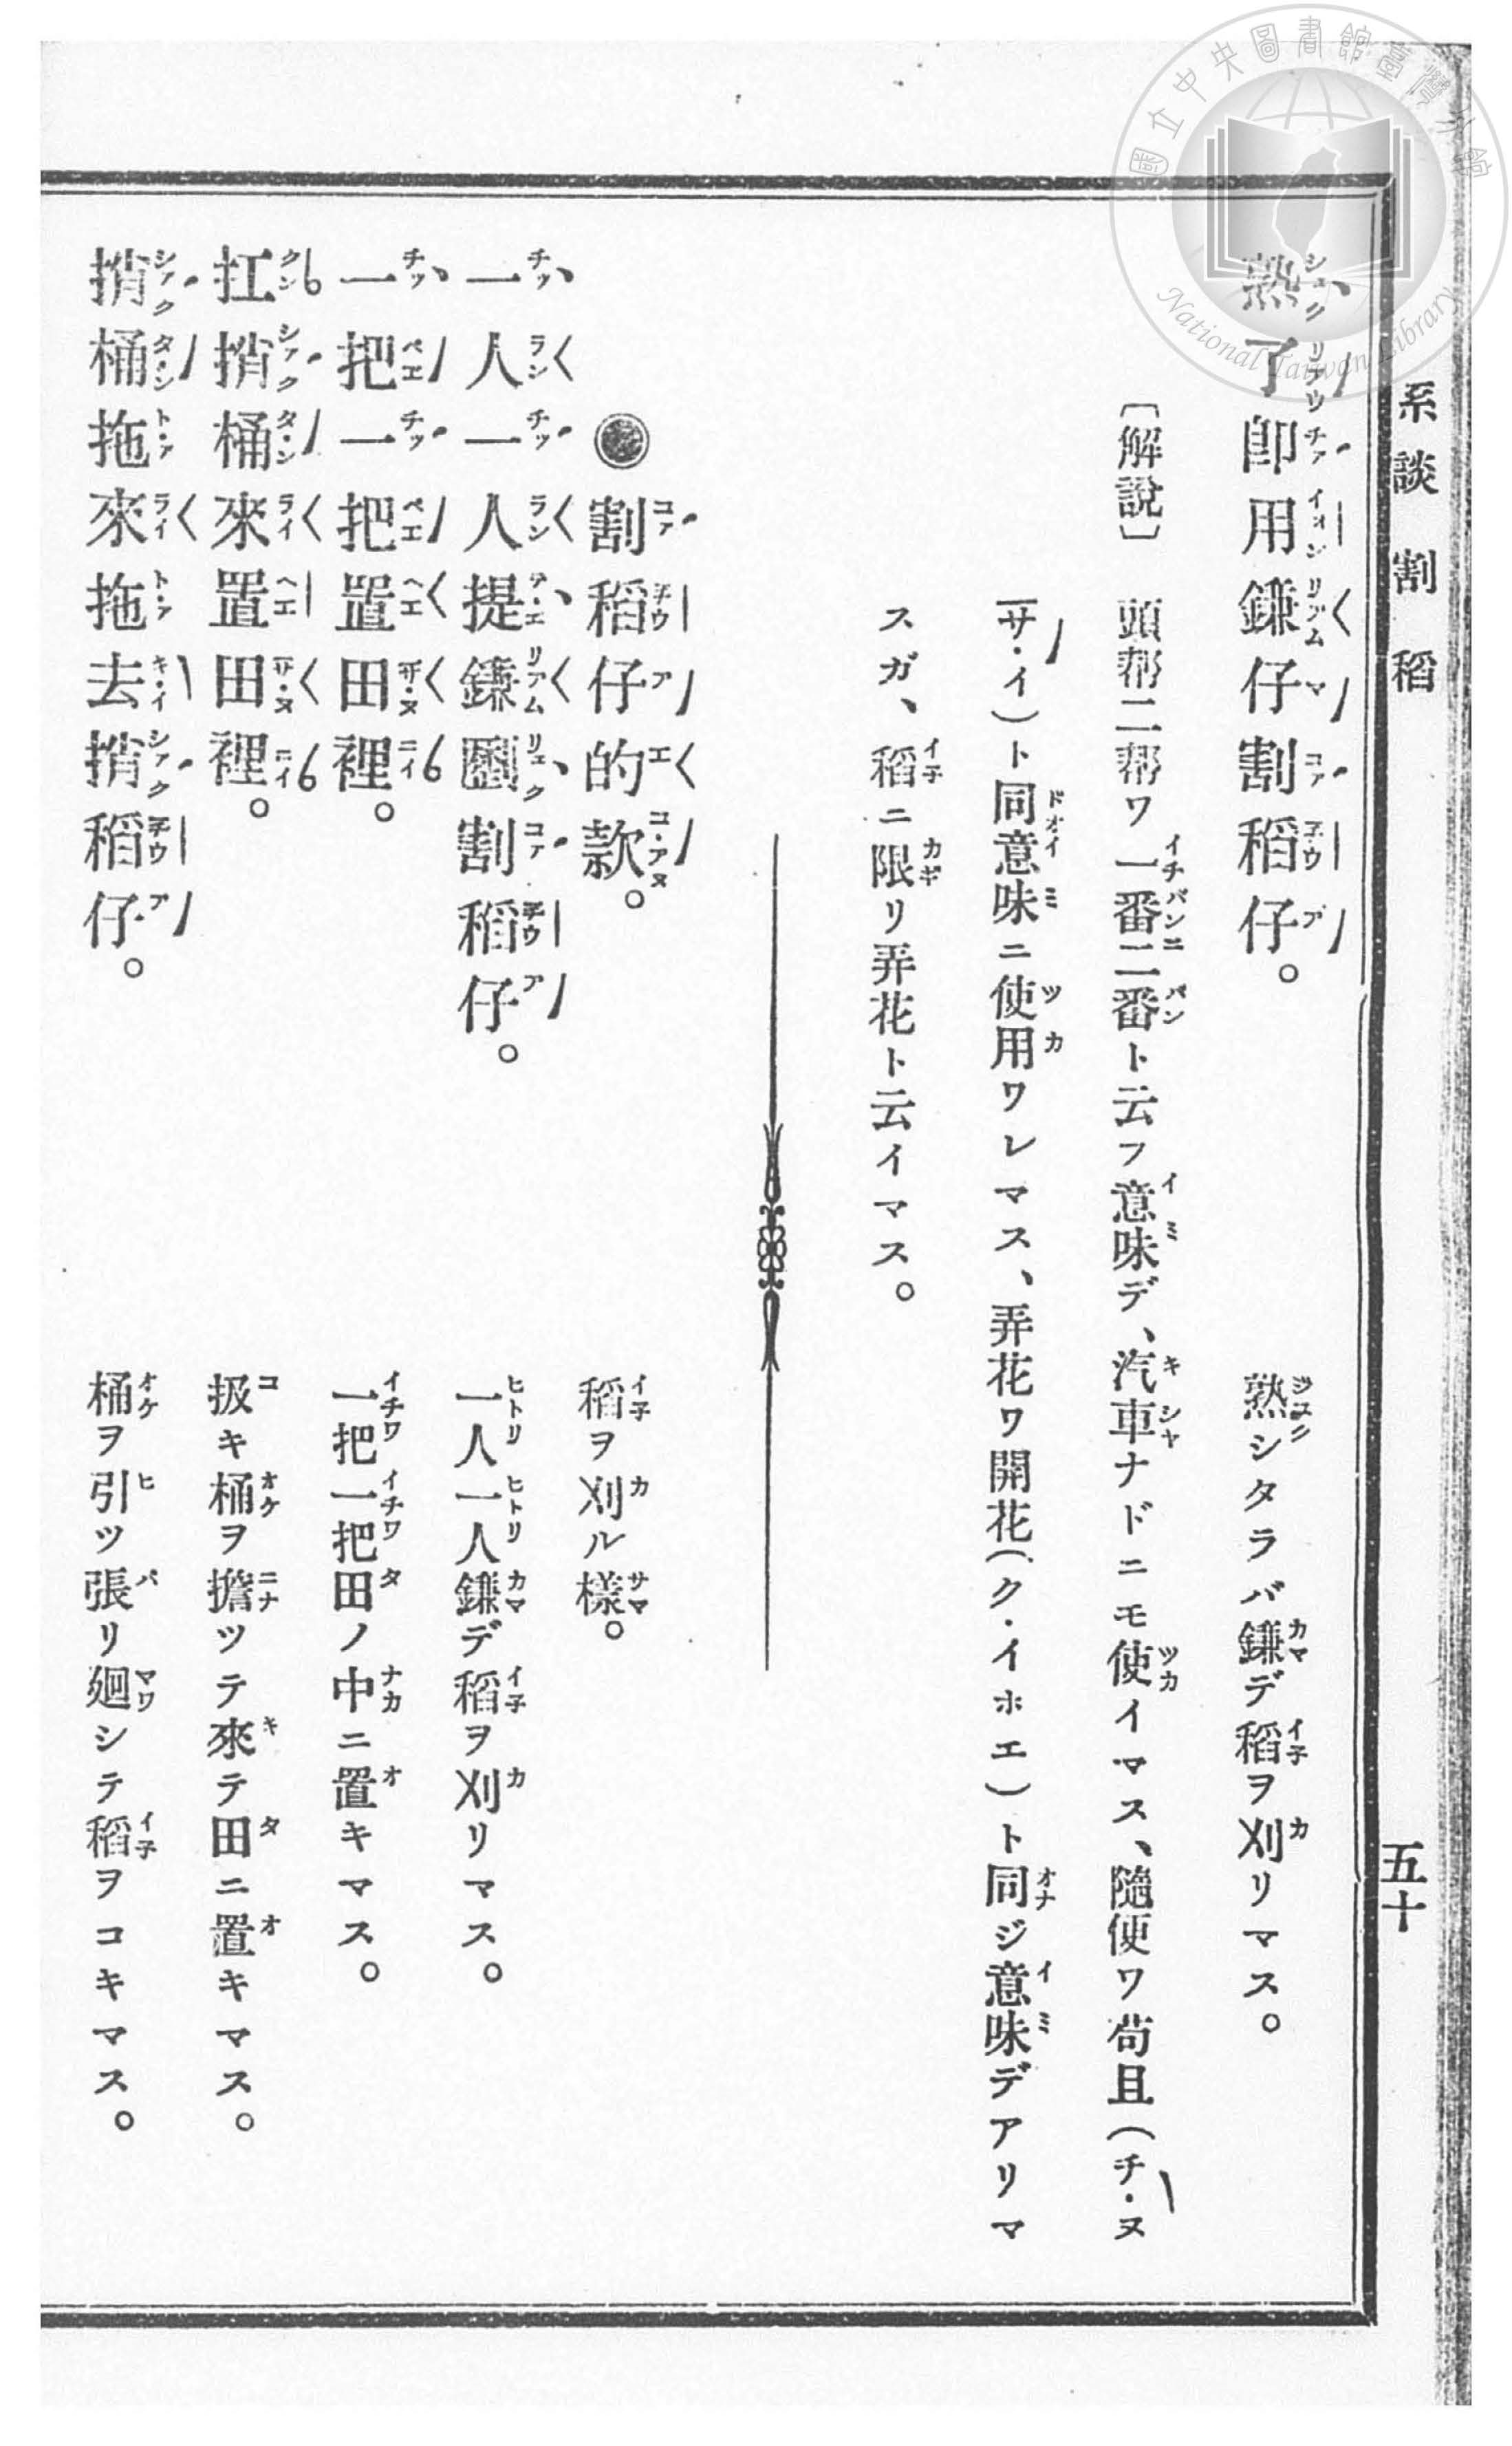 系談 割稻
五十
熟了卽用鎌仔割稻仔。
熟シタラバ鎌デ稻ヲ刈リマス。
〔解說〕 頭帮二帮ワ一番二番ト云フ意味デ、汽車ナドニモ使イマス、隨便ワ苟且(チ・ヌ
サ・イ)ト同意味ニ使用ワレマス、弄花ワ開花(ク・イホエ)ト同ジ意味デアリマ
スガ、稻ニ限リ弄花ト云イマス。
割稻仔的款。
稻ヲ刈ル樣。
一人一人提鎌割稻仔。
一人一人鎌デ稻ヲ刈リマス。
一把一把置田裡。
一把一把田ノ中ニ置キマス。
扛捎桶來置田裡。
扱キ桶ヲ擔ツテ來テ田ニ置キマス。
捎桶拖來拖去捎稻仔。
桶ヲ引ツ張リ廻シテ稻ヲコキマス。
國立中央圖書館臺灣分館
National Taiwan Library